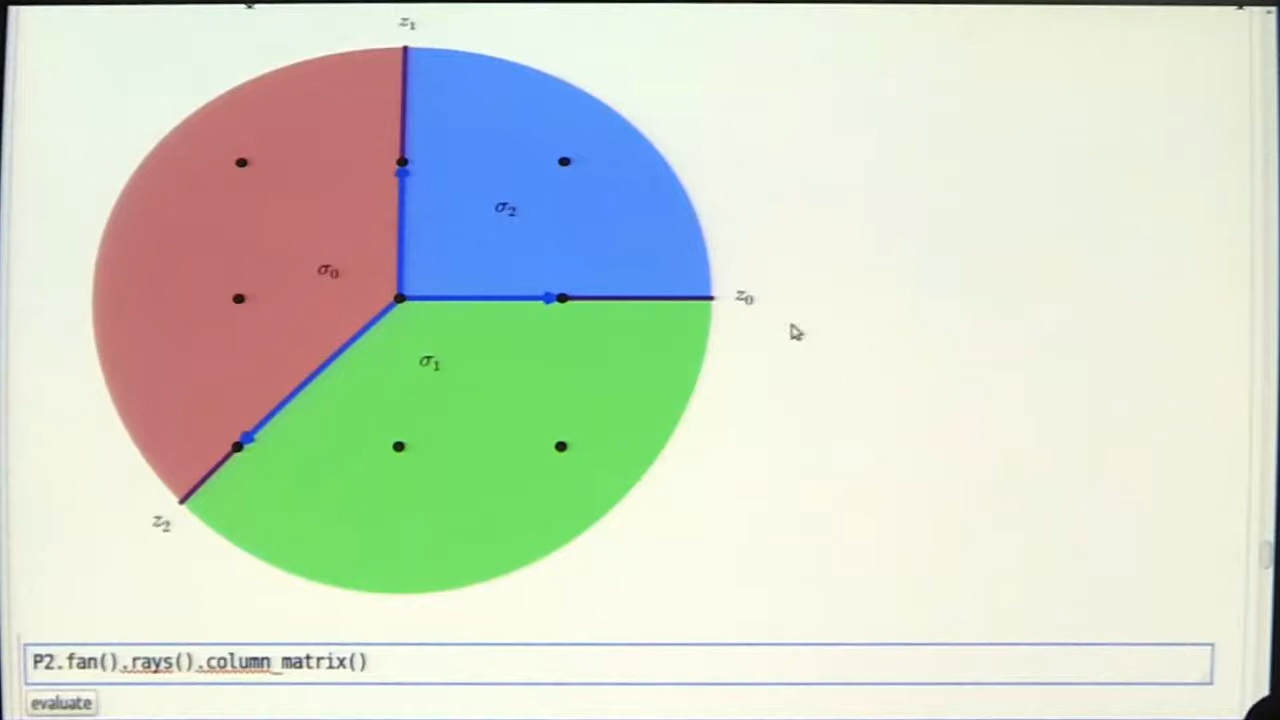 z₁
σ₂
σ₀
z₀
σ₁
z₂
P2.fan().rays().column_matrix()
evaluate